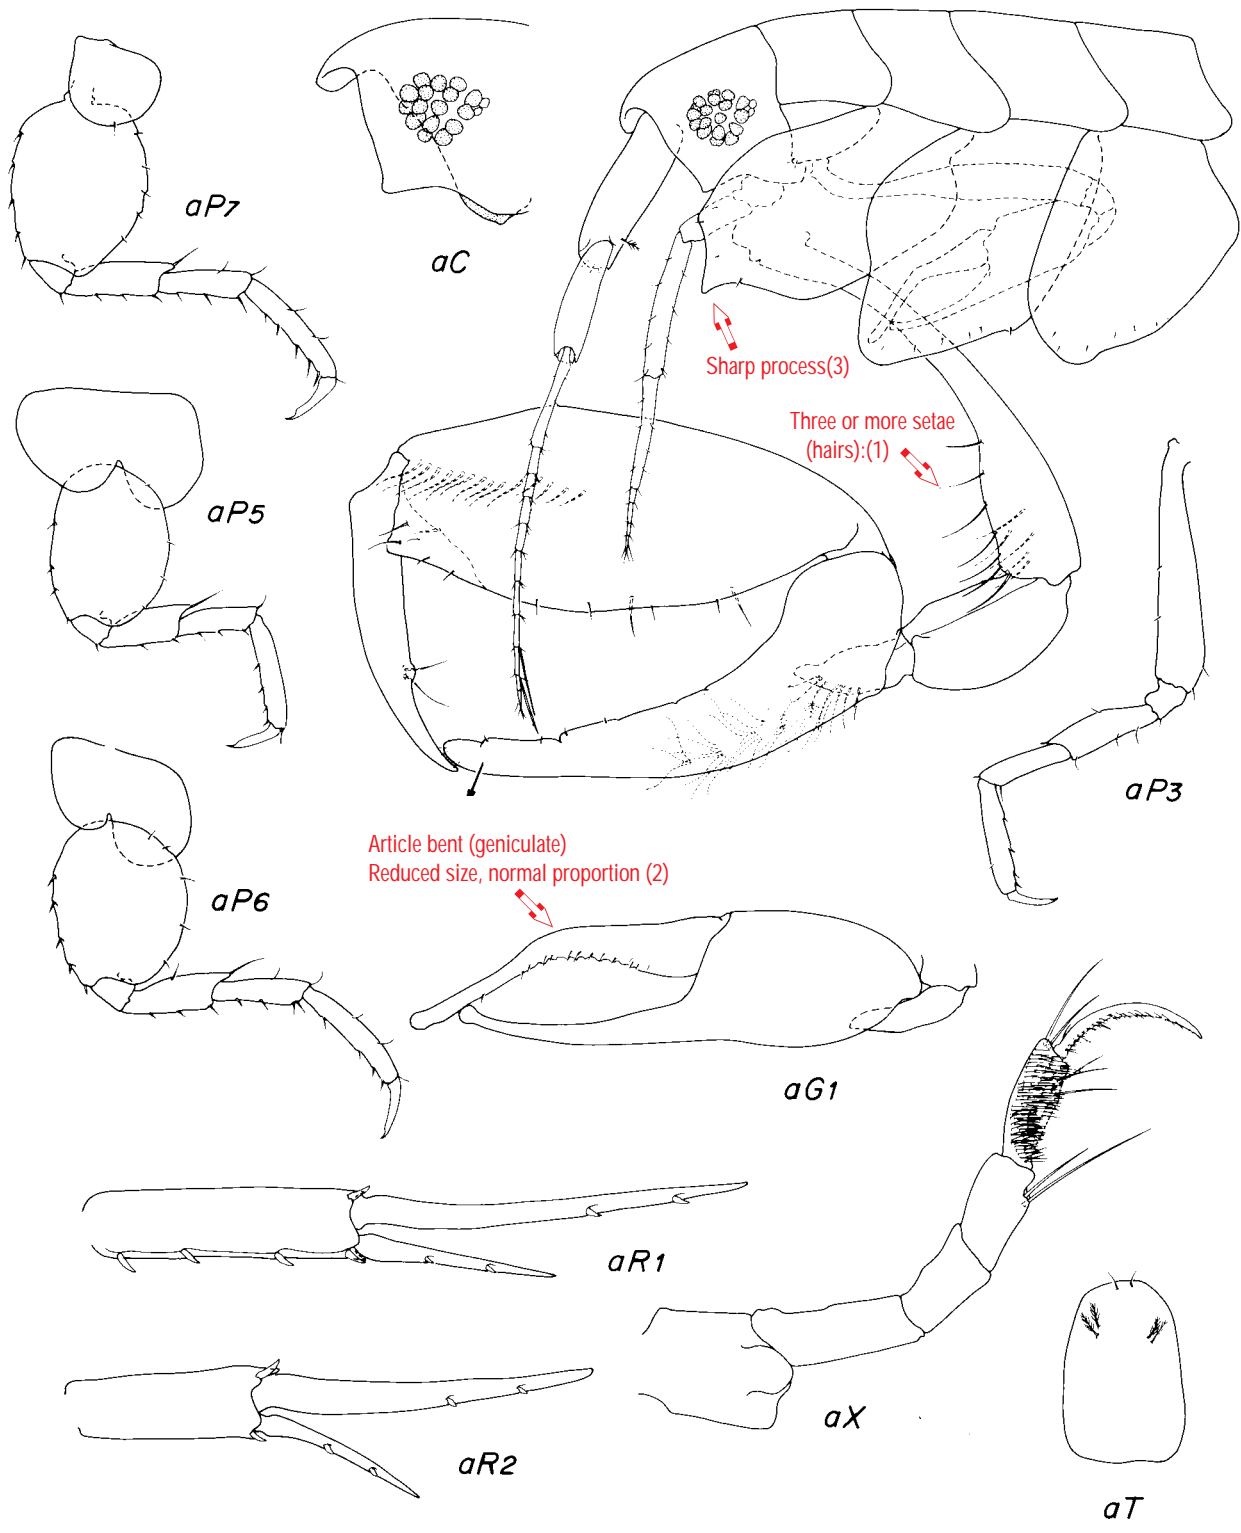 aP7
aC
Sharp process(3)
Three or more setae
(hairs):(1)
aP5
aP3
Article bent (geniculate)
Reduced size, normal proportion (2)
aP6
aG1
aR1
aX
aR2
aT